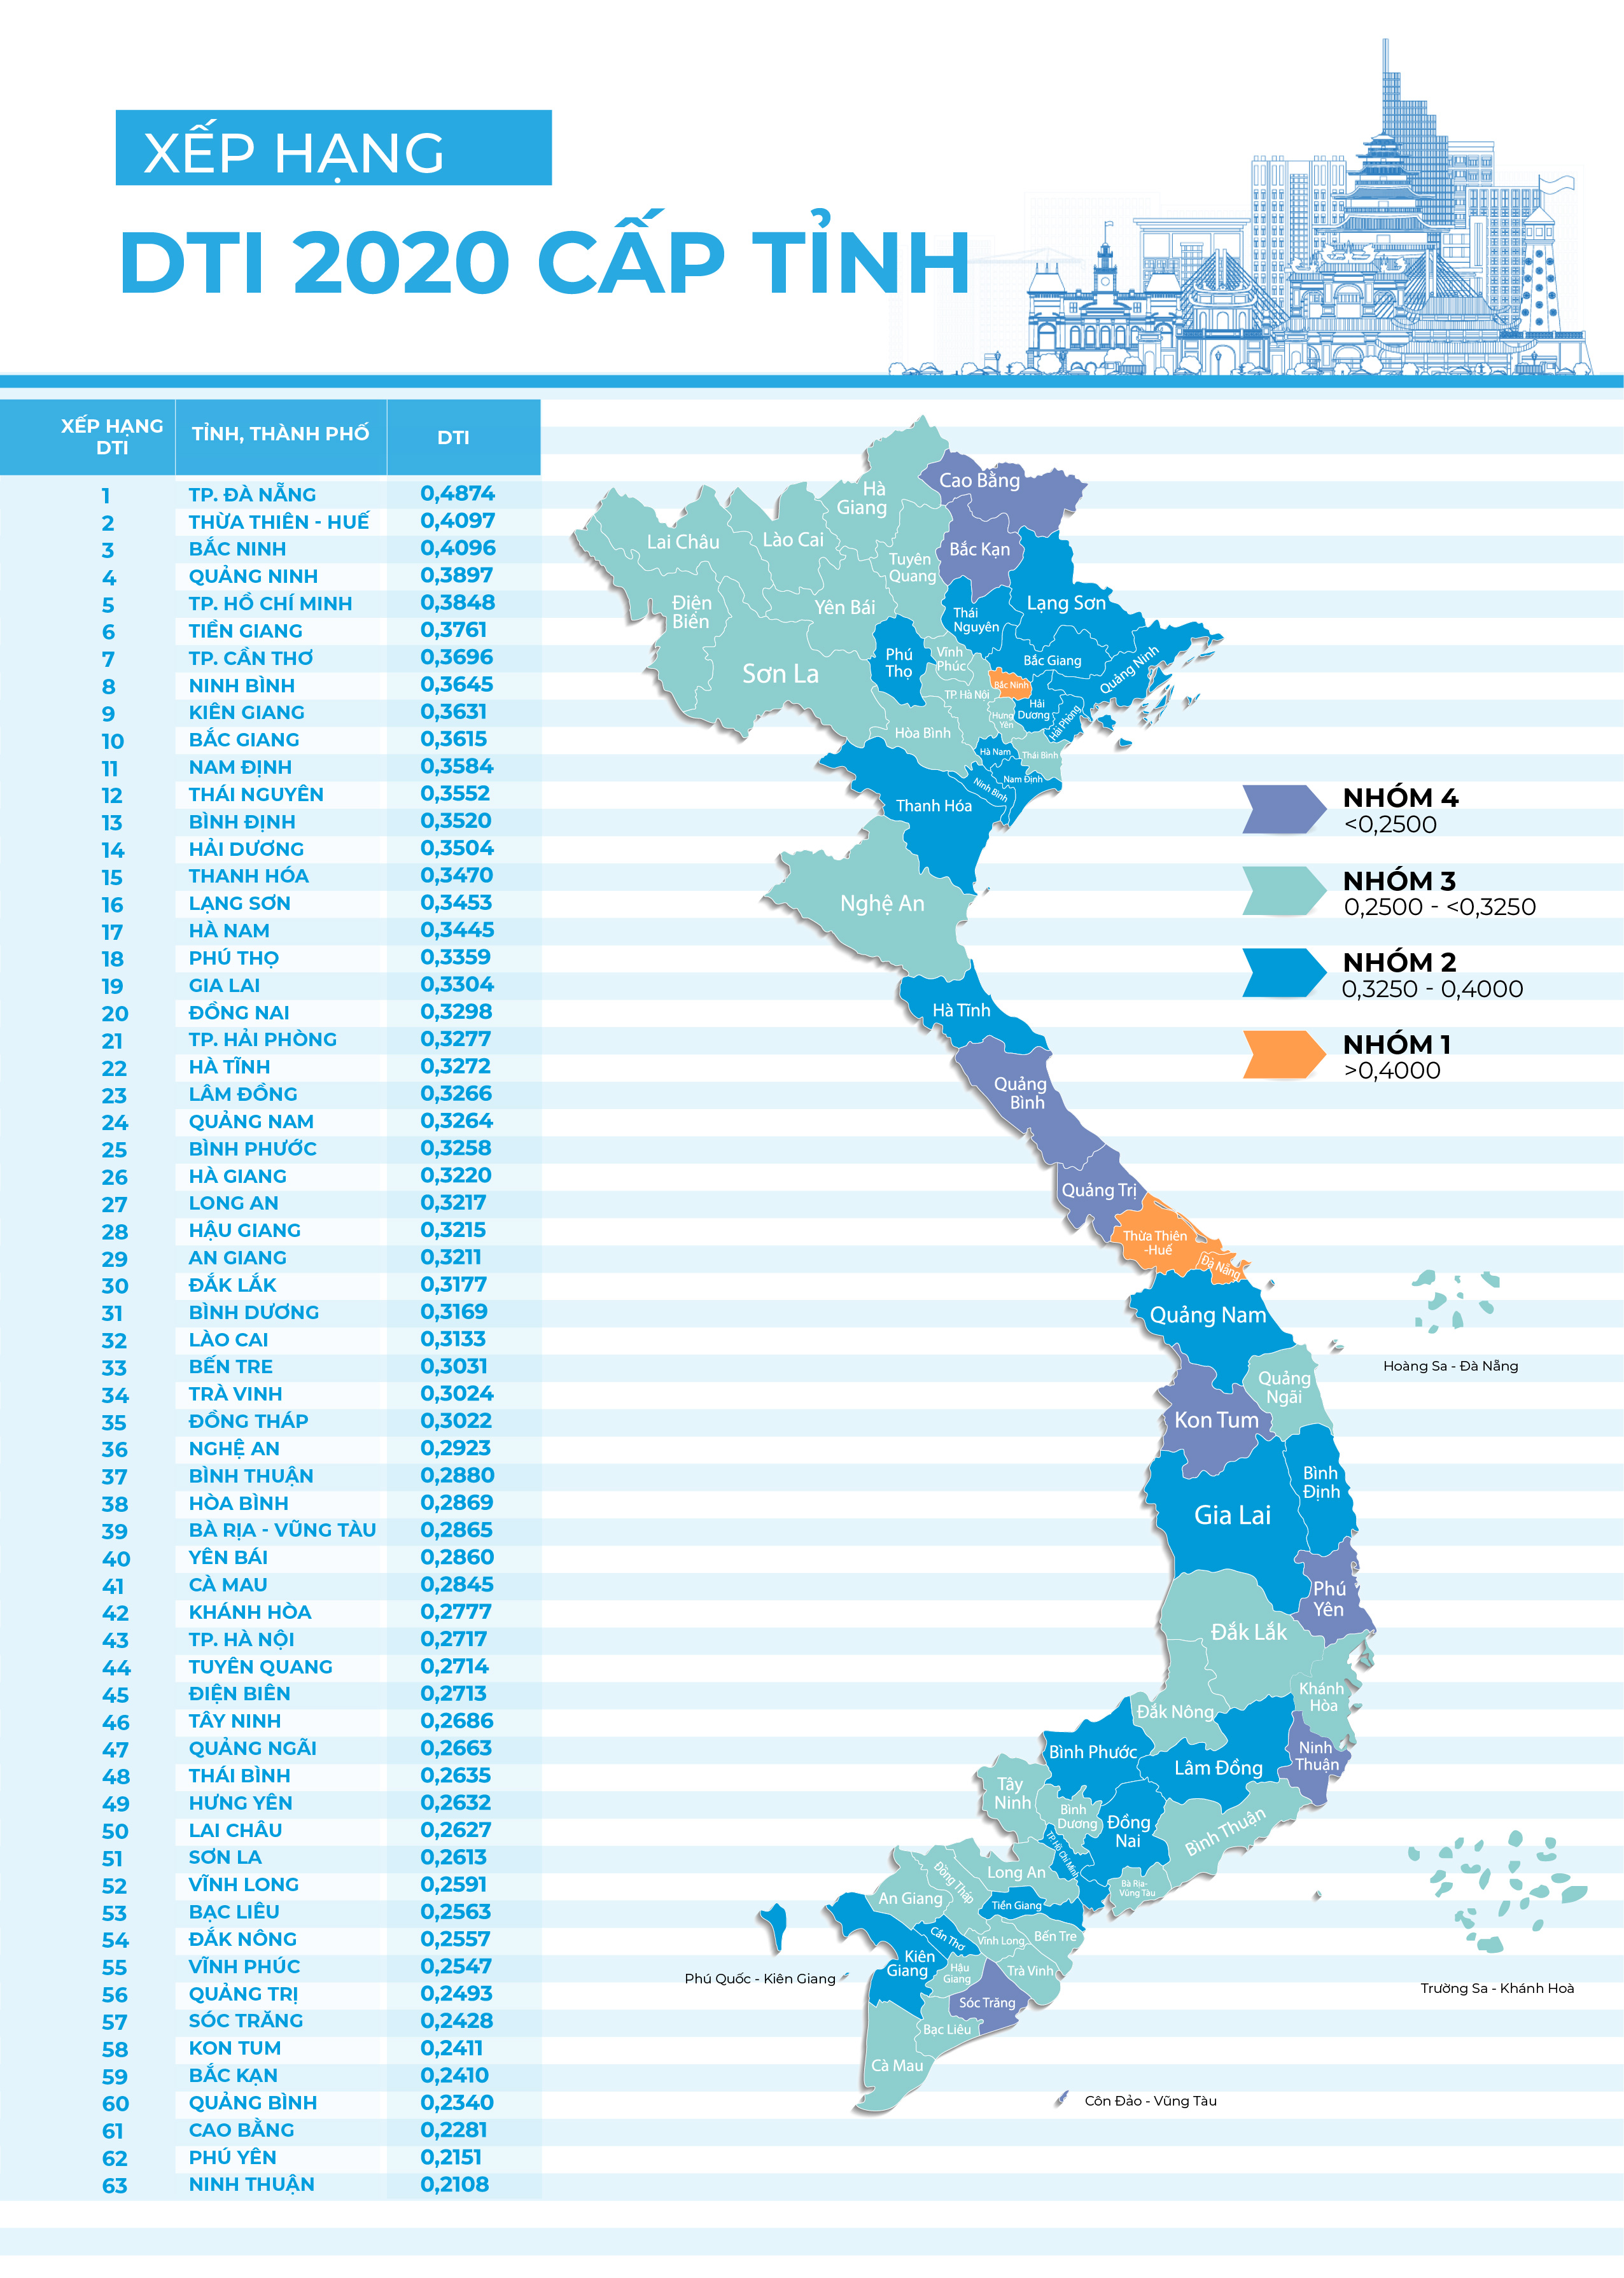 XẾP HẠNG
DTI 2020 CẤP TỈNH
XẾP HẠNG DTI TỈNH, THÀNH PHỐ DTI
1 TP. ĐÀ NẴNG 0,4874
2 THỪA THIÊN - HUẾ 0,4097
3 BẮC NINH 0,4096
4 QUẢNG NINH 0,3897
5 TP. HỒ CHÍ MINH 0,3848
6 TIỀN GIANG 0,3761
7 TP. CẦN THƠ 0,3696
8 NINH BÌNH 0,3645
9 KIÊN GIANG 0,3631
10 BẮC GIANG 0,3615
11 NAM ĐỊNH 0,3584
12 THÁI NGUYÊN 0,3552
13 BÌNH ĐỊNH 0,3520
14 HẢI DƯƠNG 0,3504
15 THANH HÓA 0,3470
16 LẠNG SƠN 0,3453
17 HÀ NAM 0,3445
18 PHÚ THỌ 0,3359
19 GIA LAI 0,3304
20 ĐỒNG NAI 0,3298
21 TP. HẢI PHÒNG 0,3277
22 HÀ TĨNH 0,3272
23 LÂM ĐỒNG 0,3266
24 QUẢNG NAM 0,3264
25 BÌNH PHƯỚC 0,3258
26 HÀ GIANG 0,3220
27 LONG AN 0,3217
28 HẬU GIANG 0,3215
29 AN GIANG 0,3211
30 ĐẮK LẮK 0,3177
31 BÌNH DƯƠNG 0,3169
32 LÀO CAI 0,3133
33 BẾN TRE 0,3031
34 TRÀ VINH 0,3024
35 ĐỒNG THÁP 0,3022
36 NGHỆ AN 0,2923
37 BÌNH THUẬN 0,2880
38 HÒA BÌNH 0,2869
39 BÀ RỊA - VŨNG TÀU 0,2865
40 YÊN BÁI 0,2860
41 CÀ MAU 0,2845
42 KHÁNH HÒA 0,2777
43 TP. HÀ NỘI 0,2717
44 TUYÊN QUANG 0,2714
45 ĐIỆN BIÊN 0,2713
46 TÂY NINH 0,2686
47 QUẢNG NGÃI 0,2663
48 THÁI BÌNH 0,2635
49 HƯNG YÊN 0,2632
50 LAI CHÂU 0,2627
51 SƠN LA 0,2613
52 VĨNH LONG 0,2591
53 BẠC LIÊU 0,2563
54 ĐẮK NÔNG 0,2557
55 VĨNH PHÚC 0,2547
56 QUẢNG TRỊ 0,2493
57 SÓC TRĂNG 0,2428
58 KON TUM 0,2411
59 BẮC KẠN 0,2410
60 QUẢNG BÌNH 0,2340
61 CAO BẰNG 0,2281
62 PHÚ YÊN 0,2151
63 NINH THUẬN 0,2108
Cao Bằng
Hà
Giang
Lai Châu
Lào Cai
Bắc Kạn
Tuyên
Quang
Điện
Biên
Yên Bái
Thái
Nguyên
Lạng Sơn
Sơn La
Phú
Thọ
Vĩnh
Phúc
Bắc Giang
Quảng Ninh
Bắc Ninh
TP. Hà Nội
Hưng
Yên
Hải
Dương
Hải Phòng
Hòa Bình
Hà Nam
Thái Bình
Nam Định
Ninh Bình
Thanh Hóa
Nghệ An
Hà Tĩnh
Quảng
Bình
Quảng Trị
Thừa Thiên
-Huế
Đà Nẵng
Quảng Nam
Quảng
Ngãi
Kon Tum
Bình
Định
Gia Lai
Phú
Yên
Đắk Lắk
Khánh
Hòa
Đắk Nông
Bình Phước
Lâm Đồng
Ninh
Thuận
Tây
Ninh
Bình
Dương
Đồng
Nai
Bình Thuận
TP Hồ Chí Minh
Long An
Đồng Tháp
Bà Rịa-
Vũng Tàu
An Giang
Tiền Giang
Cần Thơ
Vĩnh Long
Bến Tre
Kiên
Giang
Hậu
Giang
Trà Vinh
Sóc Trăng
Bạc Liêu
Cà Mau
NHÓM 4
<0,2500
NHÓM 3
0,2500 - <0,3250
NHÓM 2
0,3250 - 0,4000
NHÓM 1
>0,4000
Hoàng Sa - Đà Nẵng
Phú Quốc - Kiên Giang
Trường Sa - Khánh Hoà
Côn Đảo - Vũng Tàu